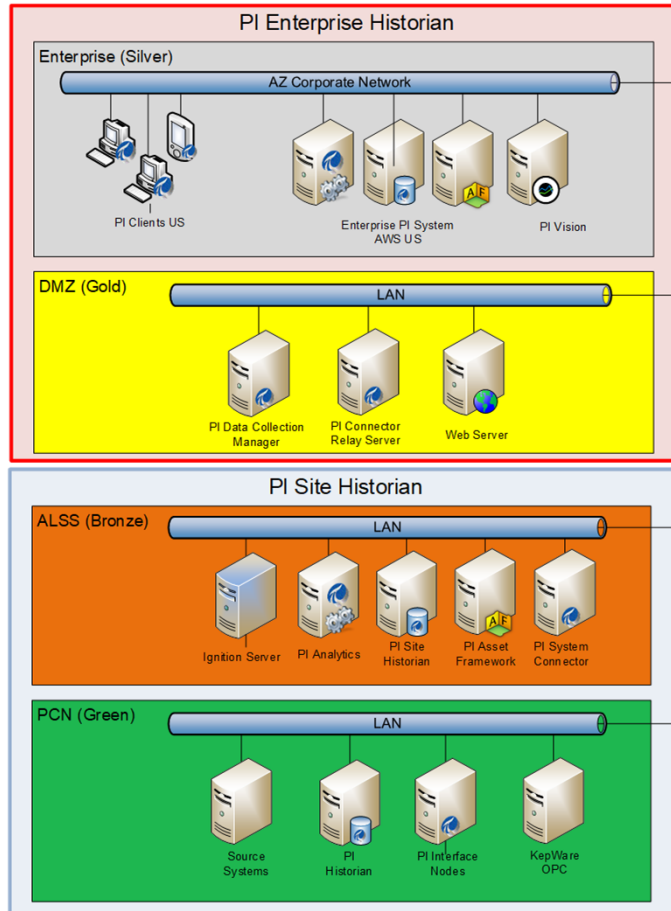 PI Enterprise Historian
Enterprise (Silver)
AZ Corporate Network
PI Clients US
Enterprise PI System
AWS US
PI Vision
DMZ (Gold)
LAN
PI Data Collection
Manager
PI Connector
Relay Server
Web Server
PI Site Historian
ALSS (Bronze)
LAN
Ignition Server
PI Analytics
PI Site
Historian
PI Asset
Framework
PI System
Connector
PCN (Green)
LAN
Source
Systems
PI
Historian
PI Interface
Nodes
KepWare
OPC
A F
A F